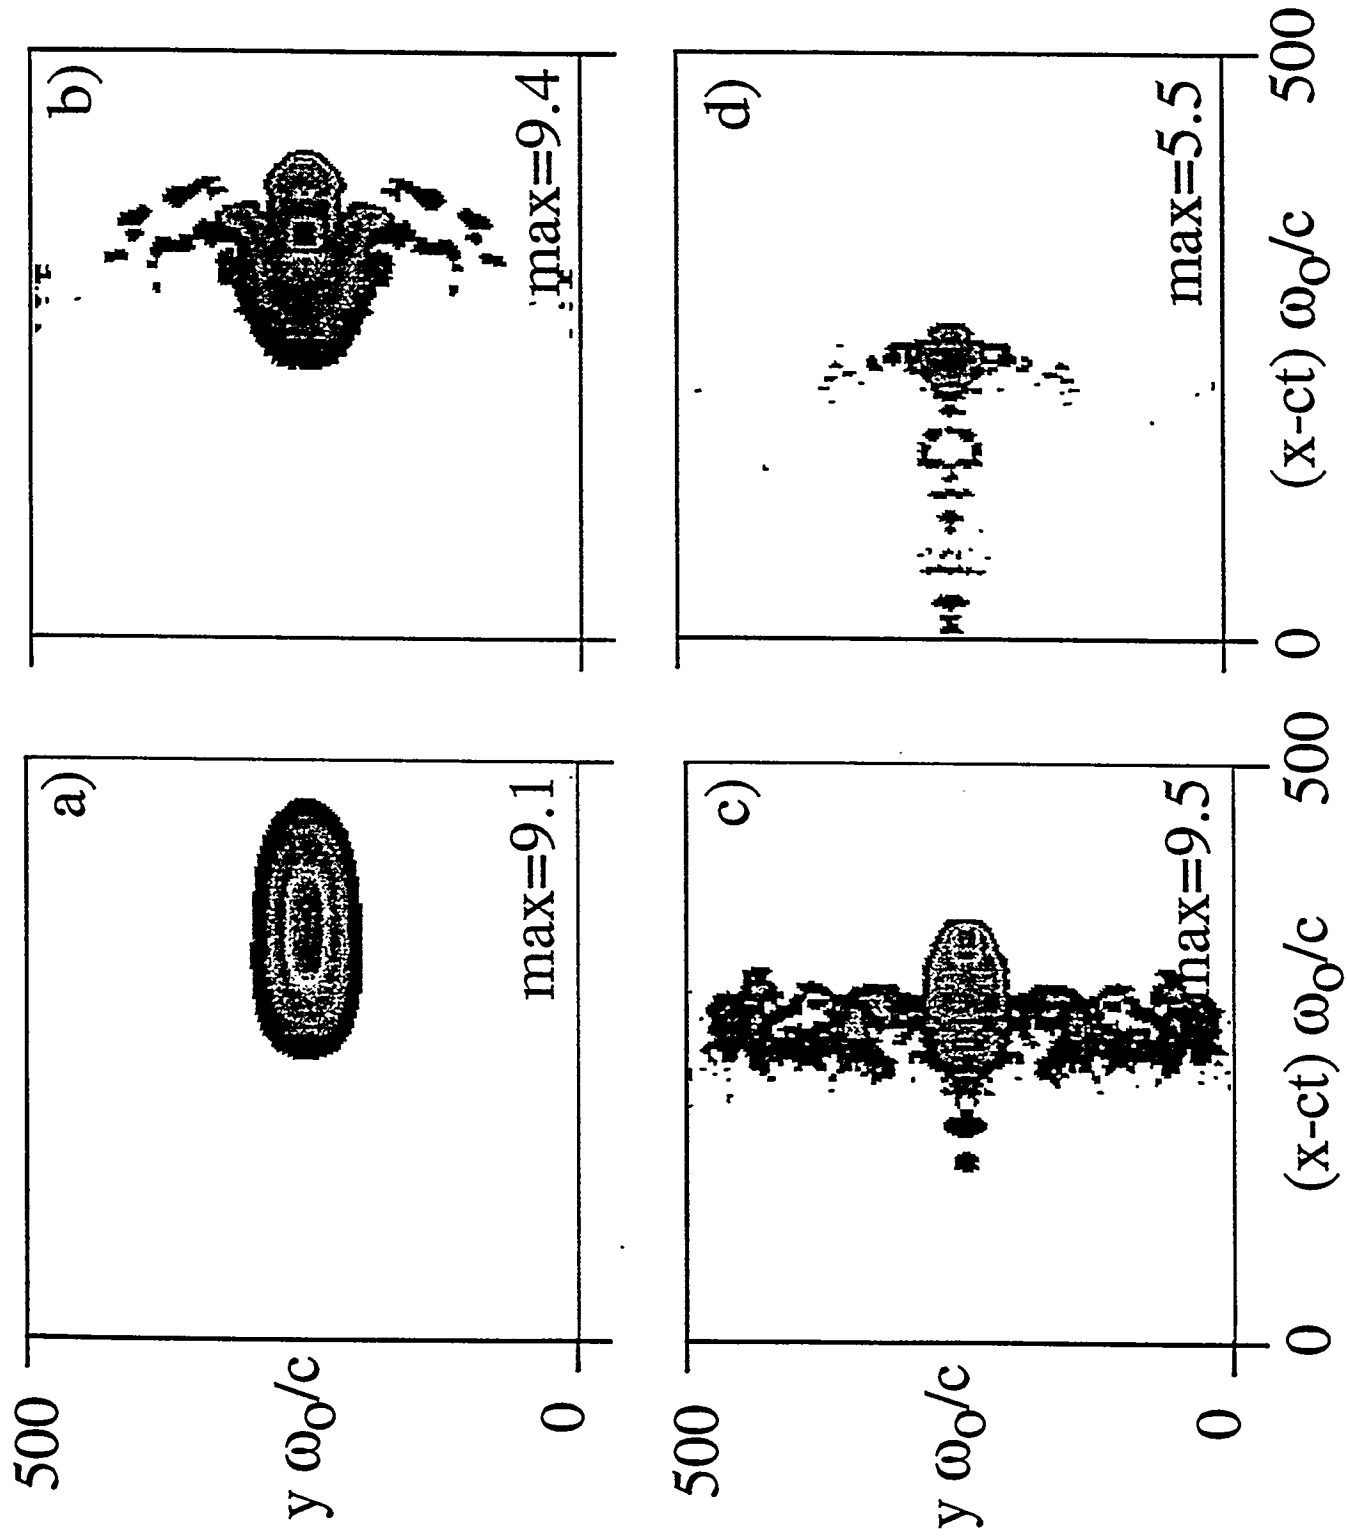 500
y ω₀/c
0
a)
max=9.1
b)
max=9.4
500
y ω₀/c
0
c)
max=9.5
0
(x-ct) ω₀/c
500
d)
max=5.5
0
(x-ct) ω₀/c
500